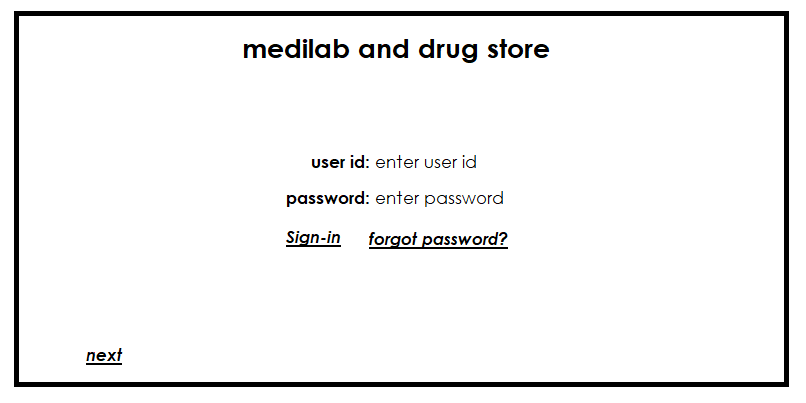 medilab and drug store
user id: enter user id
password: enter password
Sign-in forgot password?
next